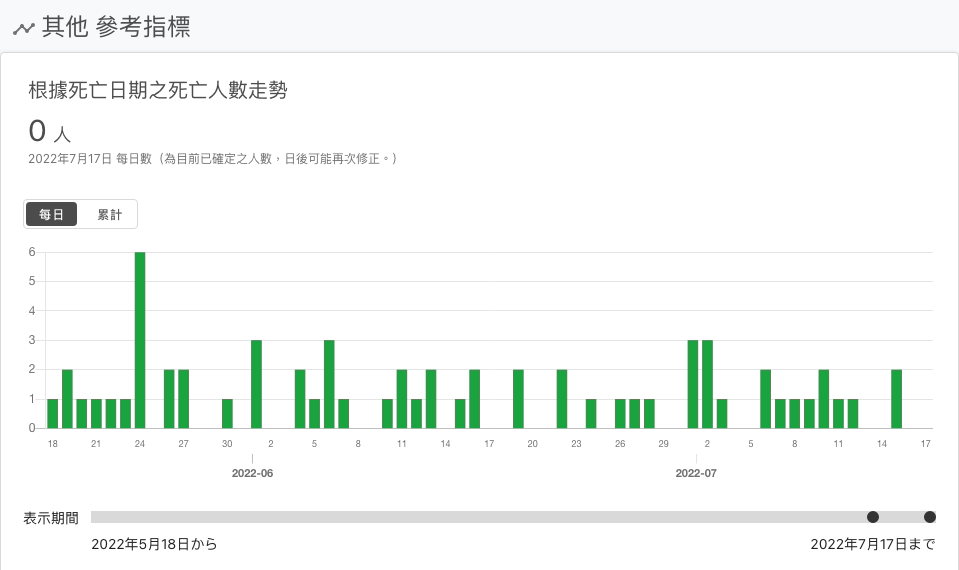 其他 參考指標
根據死亡日期之死亡人數走勢
0 人
2022年7月17日 每日數（為目前已確定之人數，日後可能再次修正。）
每日 累計
6
5
4
3
2
1
0
18 21 24 27 30 2 5 8 11 14 17 20 23 26 29 2 5 8 11 14 17
2022-06 2022-07
表示期間
2022年5月18日から 2022年7月17日まで